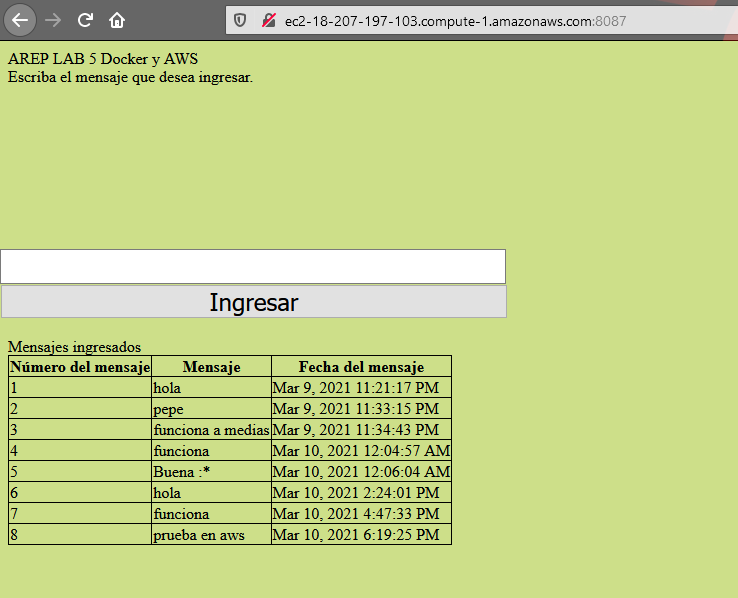 ec2-18-207-197-103.compute-1.amazonaws.com:8087
AREP LAB 5 Docker y AWS
Escriba el mensaje que desea ingresar.
Ingresar
Mensajes ingresados
Número del mensaje Mensaje Fecha del mensaje
1 hola Mar 9, 2021 11:21:17 PM
2 pepe Mar 9, 2021 11:33:15 PM
3 funciona a medias Mar 9, 2021 11:34:43 PM
4 funciona Mar 10, 2021 12:04:57 AM
5 Buena :* Mar 10, 2021 12:06:04 AM
6 hola Mar 10, 2021 2:24:01 PM
7 funciona Mar 10, 2021 4:47:33 PM
8 prueba en aws Mar 10, 2021 6:19:25 PM